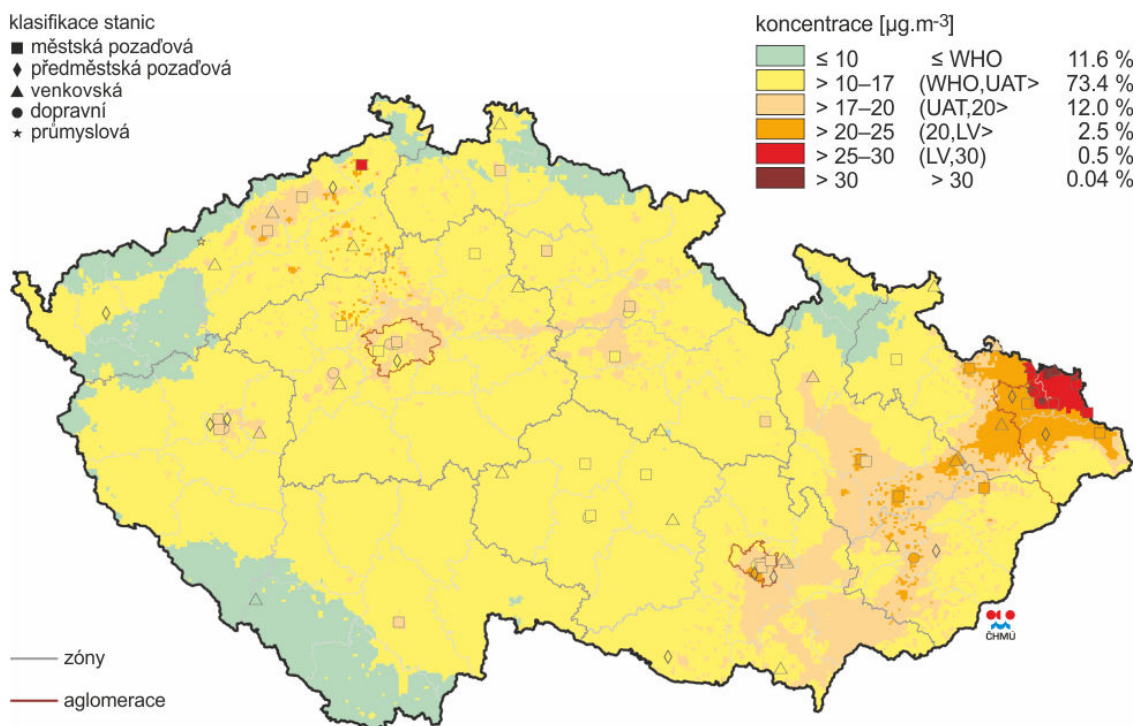 klasifikace stanic
městská pozaďová
předměstská pozaďová
venkovská
dopravní
průmyslová
koncentrace [µg.m-³]
≤ 10 ≤ WHO 11.6 %
> 10–17 (WHO,UAT> 73.4 %
> 17–20 (UAT,20> 12.0 %
> 20–25 (20,LV> 2.5 %
> 25–30 (LV,30) 0.5 %
> 30 > 30 0.04 %
ČHMÚ
zóny
aglomerace